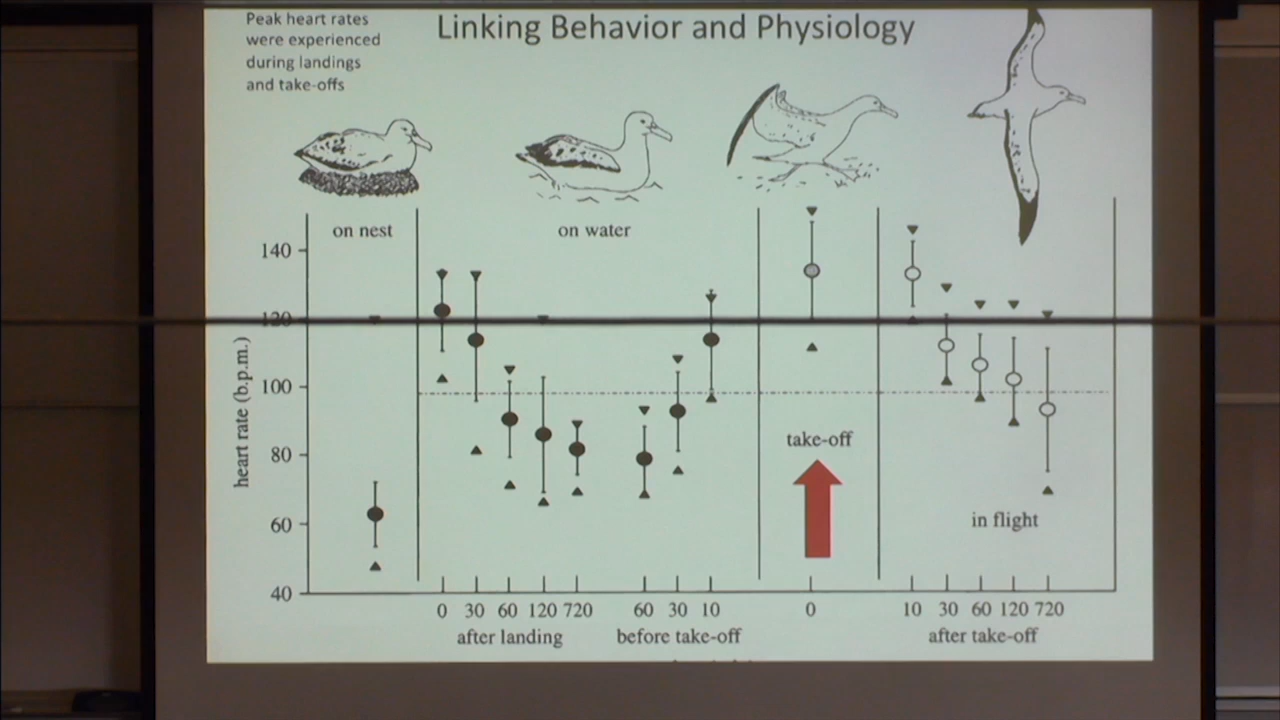 Peak heart rates
were experienced
during landings
and take-offs
Linking Behavior and Physiology
on nest
on water
140
120
100
80
60
40
heart rate (b.p.m.)
take-off
in flight
0 30 60 120 720 60 30 10 0 10 30 60 120 720
after landing before take-off after take-off